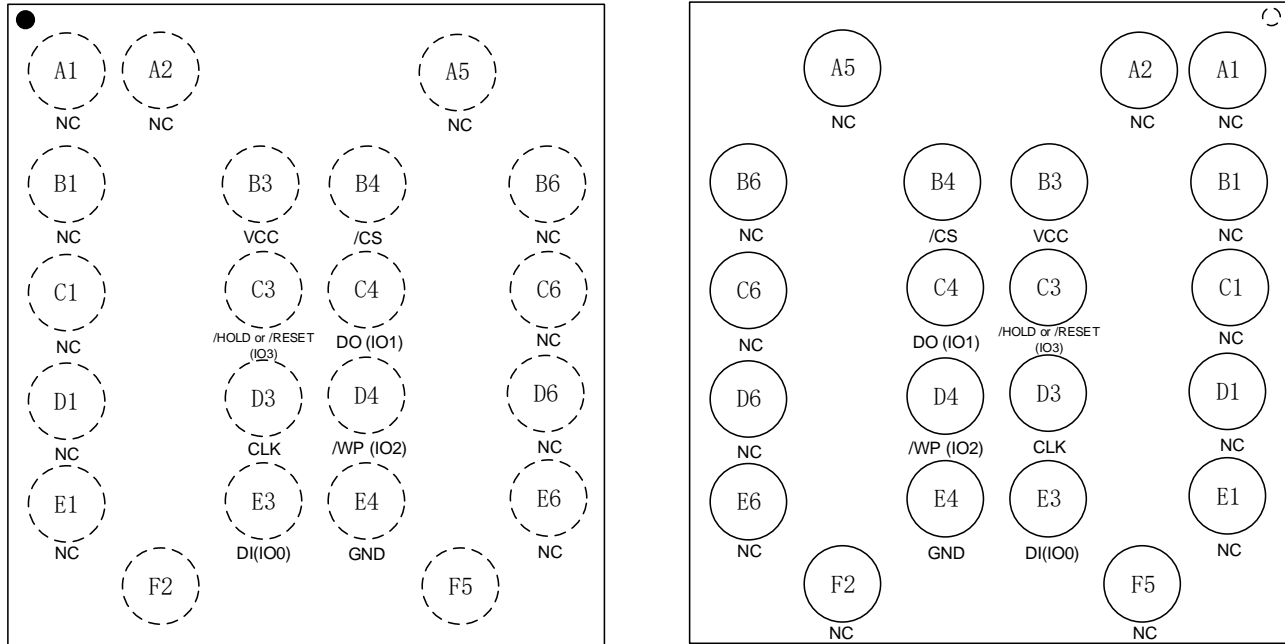 A1 A2 A5
NC NC NC
B1 B3 B4 B6
NC VCC /CS NC
C1 C3 C4 C6
NC /HOLD or /RESET DO (IO1) NC
(IO3)
D1 D3 D4 D6
NC CLK /WP (IO2) NC
E1 E3 E4 E6
NC DI(IO0) GND NC
F2 F5
A5 A2 A1
NC NC NC
B6 B4 B3 B1
NC /CS VCC NC
C6 C4 C3 C1
NC DO (IO1) /HOLD or /RESET NC
(IO3)
D6 D4 D3 D1
NC /WP (IO2) CLK NC
E6 E4 E3 E1
NC GND DI(IO0) NC
F2 F5
NC NC